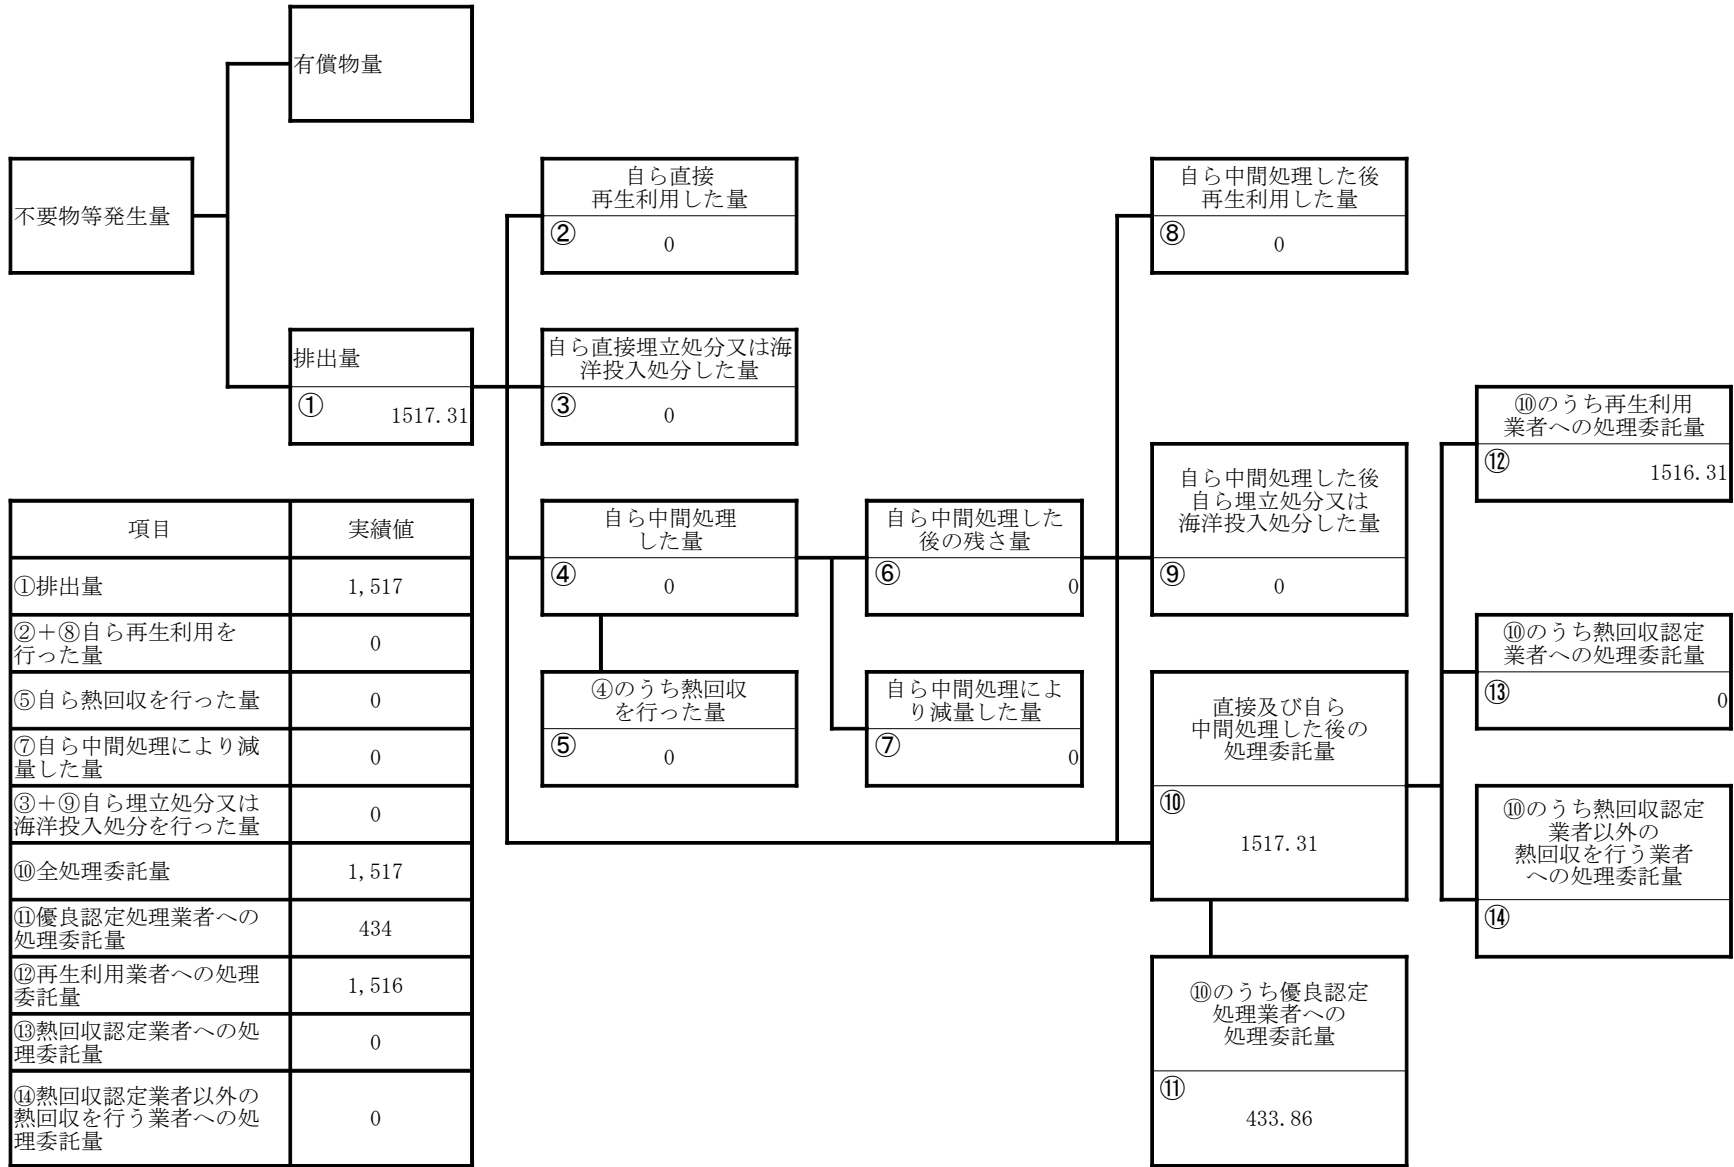 有償物量
不要物等発生量
自ら直接
再生利用した量
②
0
自ら中間処理した後
再生利用した量
⑧
0
排出量
①
1517.31
自ら直接埋立処分又は海
洋投入処分した量
③
0
⑩のうち再生利用
業者への処理委託量
⑫
1516.31
自ら中間処理
した量
④
0
自ら中間処理した
後の残さ量
⑥
0
自ら中間処理した後
自ら埋立処分又は
海洋投入処分した量
⑨
0
⑩のうち熱回収認定
業者への処理委託量
⑬
0
④のうち熱回収
を行った量
⑤
0
自ら中間処理によ
り減量した量
⑦
0
直接及び自ら
中間処理した後の
処理委託量
⑩
1517.31
⑩のうち熱回収認定
業者以外の
熱回収を行う業者
への処理委託量
⑭
⑩のうち優良認定
処理業者への
処理委託量
⑪
433.86
項目 実績値
①排出量 1,517
②+⑧自ら再生利用を
行った量 0
⑤自ら熱回収を行った量 0
⑦自ら中間処理により減
量した量 0
③+⑨自ら埋立処分又は
海洋投入処分を行った量 0
⑩全処理委託量 1,517
⑪優良認定処理業者への
処理委託量 434
⑫再生利用業者への処理
委託量 1,516
⑬熱回収認定業者への処
理委託量 0
⑭熱回収認定業者以外の
熱回収を行う業者への処
理委託量 0